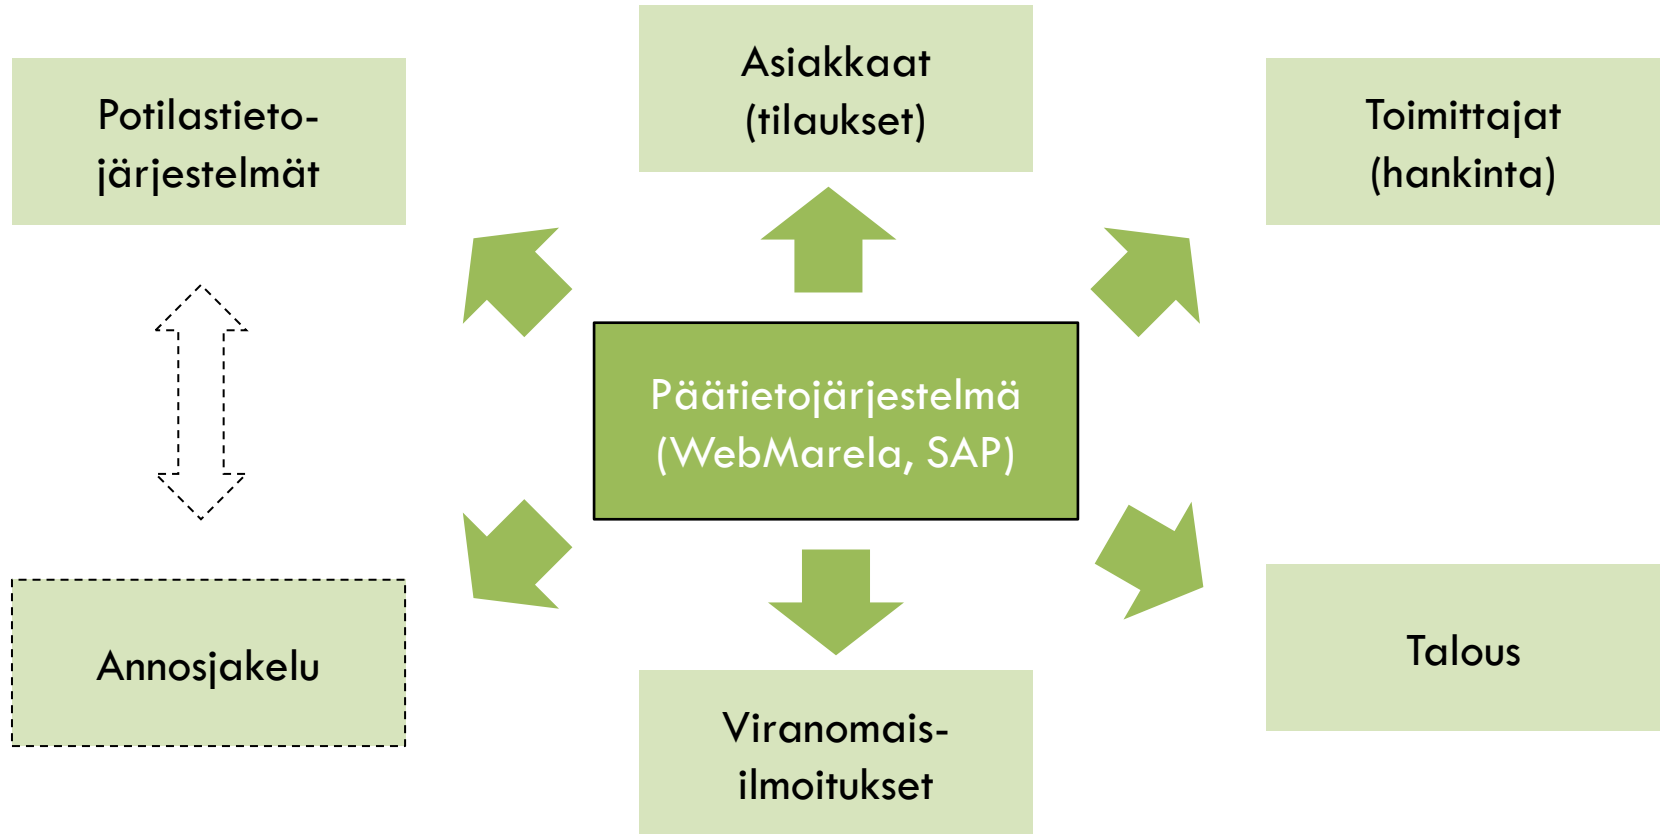 Potilastieto-
järjestelmät
Asiakkaat
(tilaukset)
Toimittajat
(hankinta)
Päätietojärjestelmä
(WebMarela, SAP)
Annosjakelu
Viranomais-
ilmoitukset
Talous